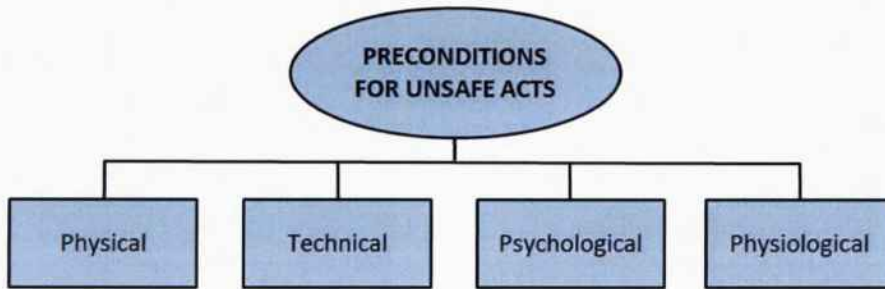 PRECONDITIONS
FOR UNSAFE ACTS
Physical
Technical
Psychological
Physiological